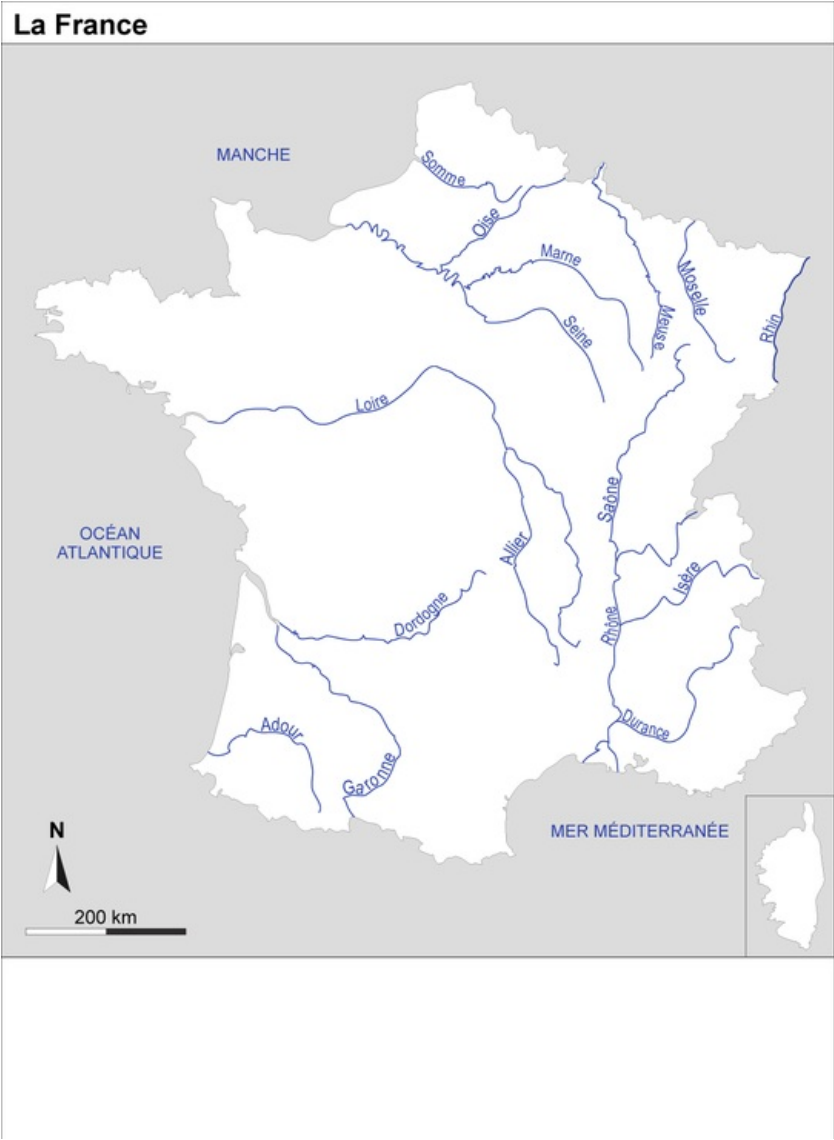 La France
MANCHE
Somme
Oise
Marne
Moselle
Seine
Meuse
Rhin
Loire
Saône
OCÉAN
ATLANTIQUE
Allier
Isère
Dordogne
Rhône
Adour
Durance
Garonne
MER MÉDITERRANÉE
N
200 km